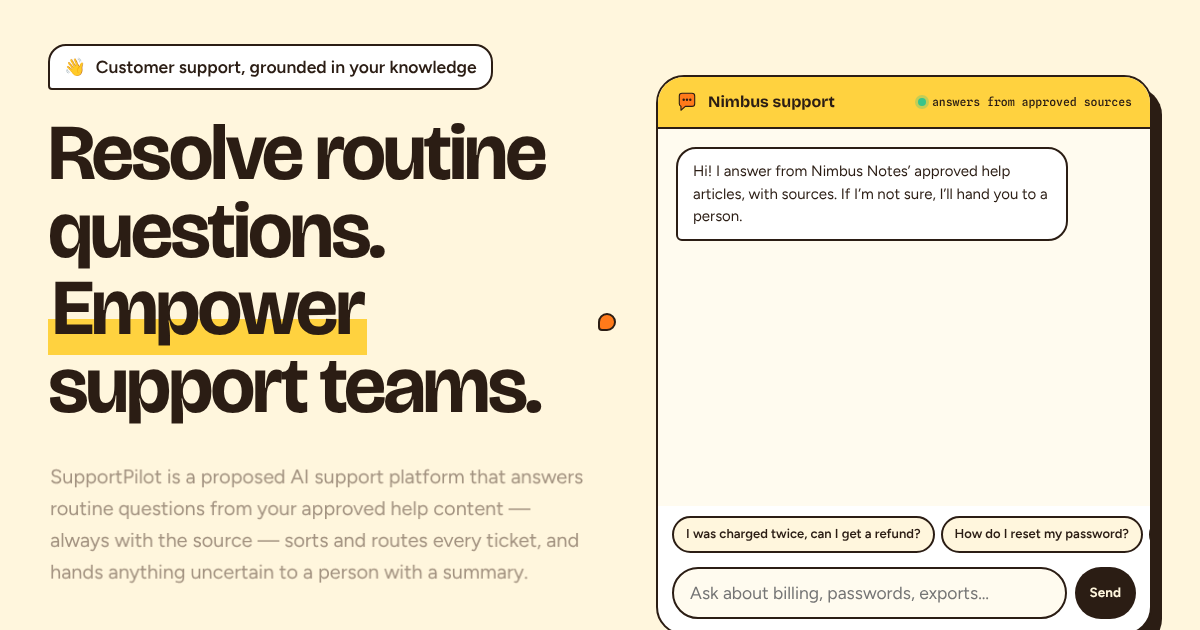 👋 Customer support, grounded in your knowledge
Resolve routine
questions.
Empower
support teams.
SupportPilot is a proposed AI support platform that answers
routine questions from your approved help content —
always with the source — sorts and routes every ticket, and
hands anything uncertain to a person with a summary.
Nimbus support
answers from approved sources
Hi! I answer from Nimbus Notes’ approved help
articles, with sources. If I’m not sure, I’ll hand you to a
person.
I was charged twice, can I get a refund?
How do I reset my password?
Ask about billing, passwords, exports…
Send